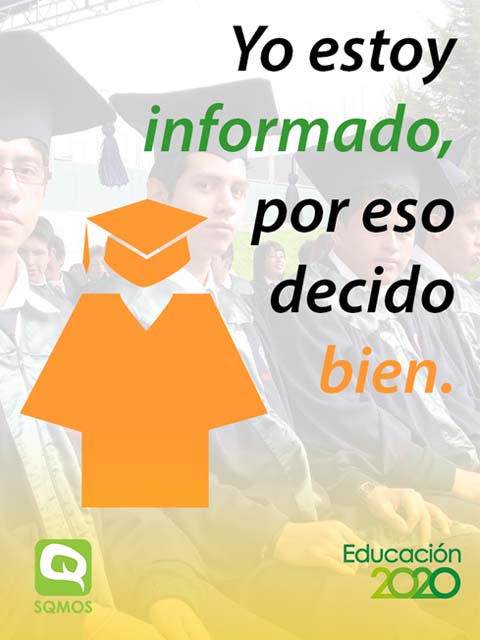 Yo estoy
informado,
por eso
decido
bien.
SQMOS
Educación
2020